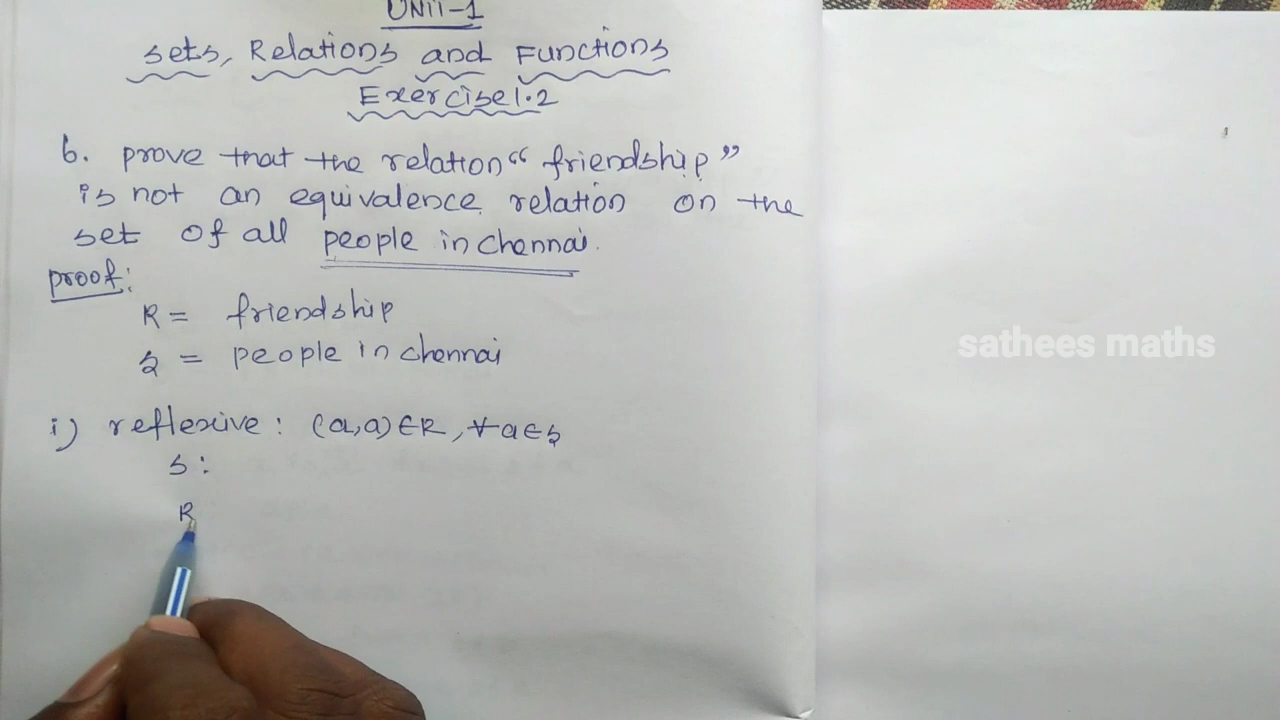 UNIT-1
sets, Relations and Functions
Exercise 1.2
6. prove that the relation “ friendship ”
is not an equivalence relation on the
set of all people in chennai.
proof:
R = friendship
S = people in chennai
sathees maths
i) reflexive: (a,a)∈R, ∀a∈S
S:
R